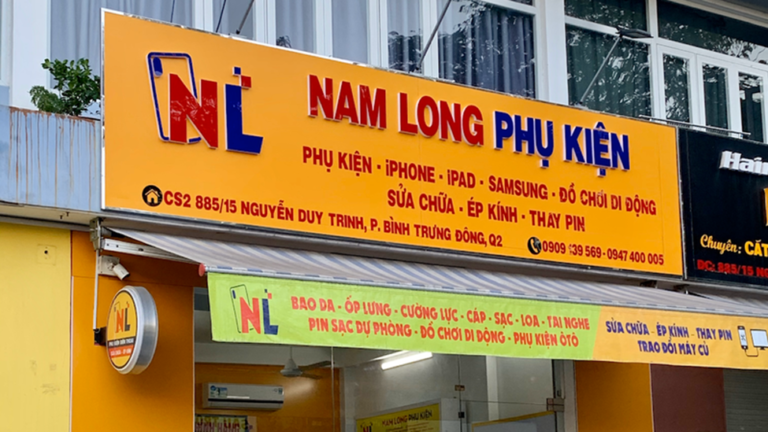 NL
NAM LONG PHỤ KIỆN
PHỤ KIỆN - iPHONE - iPAD - SAMSUNG - ĐỒ CHƠI DI ĐỘNG
SỬA CHỮA - ÉP KÍNH - THAY PIN
CS2 885/15 NGUYỄN DUY TRINH, P. BÌNH TRƯNG ĐÔNG, Q2
0909 39 569 - 0947 400 005
Hair
Chuyên: CẮT
ĐC: 885/15 NG
NL
BAO DA - ỐP LƯNG - CƯỜNG LỰC - CÁP - SẠC - LOA - TAI NGHE
PIN SẠC DỰ PHÒNG - ĐỒ CHƠI DI ĐỘNG - PHỤ KIỆN ÔTÔ
SỬA CHỮA - ÉP KÍNH - THAY PIN
TRAO ĐỔI MÁY CŨ
NL
NAM LONG PHỤ KIỆN